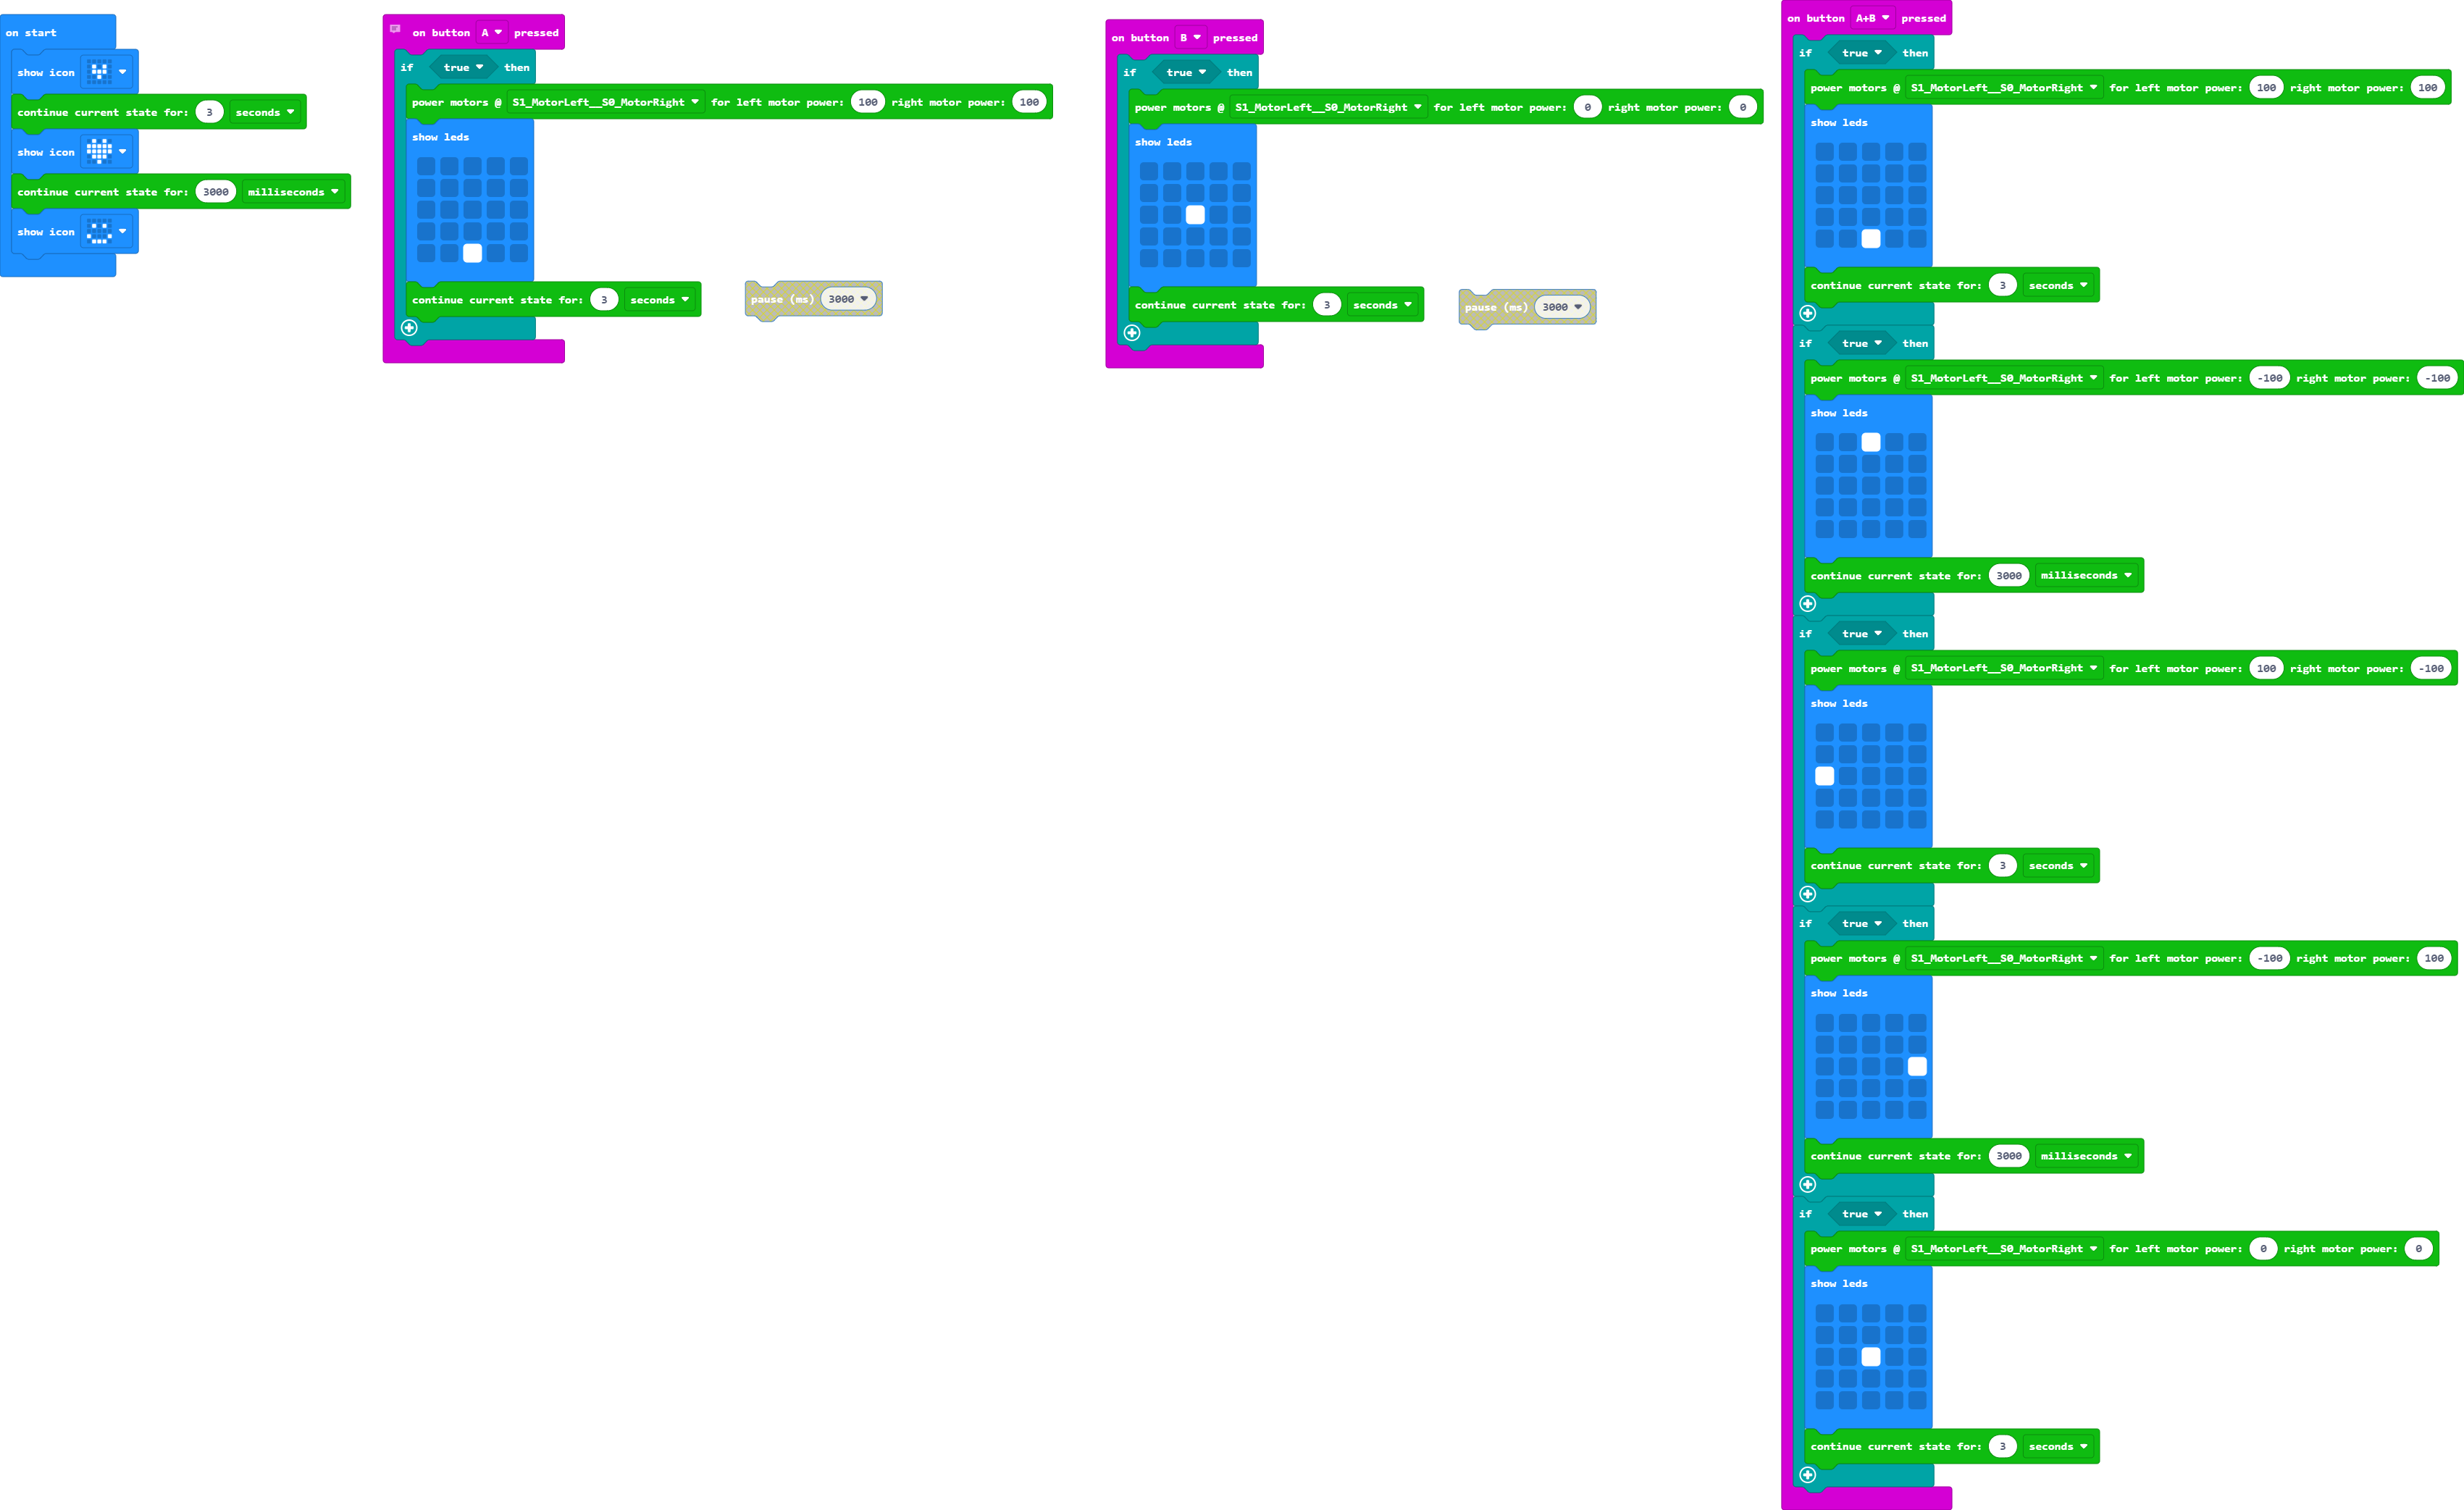 on start
show icon
continue current state for: 3 seconds
show icon
continue current state for: 3000 milliseconds
show icon
on button A pressed
if true then
power motors @ S1_MotorLeft__S0_MotorRight for left motor power: 100 right motor power: 100
show leds
continue current state for: 3 seconds
pause (ms) 3000
on button B pressed
if true then
power motors @ S1_MotorLeft__S0_MotorRight for left motor power: 0 right motor power: 0
show leds
continue current state for: 3 seconds
pause (ms) 3000
on button A+B pressed
if true then
power motors @ S1_MotorLeft__S0_MotorRight for left motor power: 100 right motor power: 100
show leds
continue current state for: 3 seconds
if true then
power motors @ S1_MotorLeft__S0_MotorRight for left motor power: -100 right motor power: -100
show leds
continue current state for: 3000 milliseconds
if true then
power motors @ S1_MotorLeft__S0_MotorRight for left motor power: 100 right motor power: -100
show leds
continue current state for: 3 seconds
if true then
power motors @ S1_MotorLeft__S0_MotorRight for left motor power: -100 right motor power: 100
show leds
continue current state for: 3000 milliseconds
if true then
power motors @ S1_MotorLeft__S0_MotorRight for left motor power: 0 right motor power: 0
show leds
continue current state for: 3 seconds